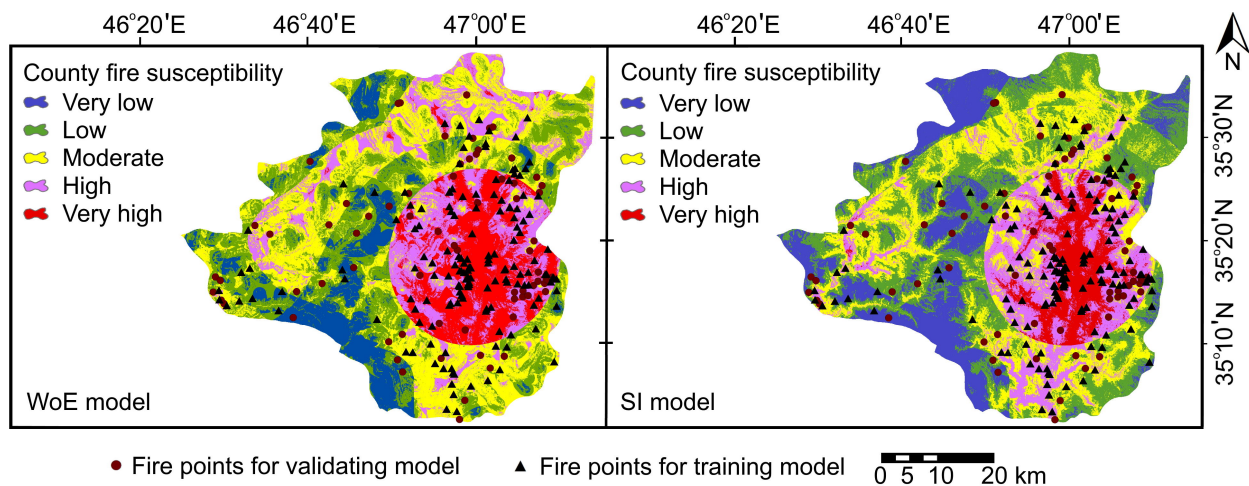 46°20′E 46°40′E 47°00′E 46°20′E 46°40′E 47°00′E
N
County fire susceptibility
Very low
Low
Moderate
High
Very high
WoE model
County fire susceptibility
Very low
Low
Moderate
High
Very high
SI model
35°30′N
35°20′N
35°10′N
Fire points for validating model
Fire points for training model
0 5 10 20 km